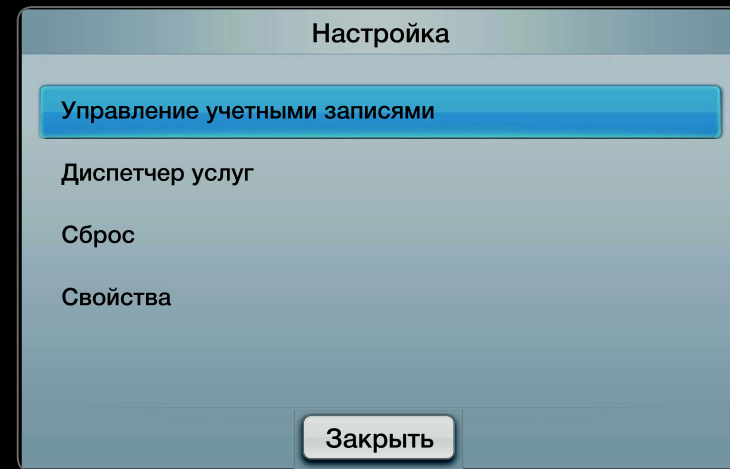 Настройка
Управление учетными записями
Диспетчер услуг
Сброс
Свойства
Закрыть